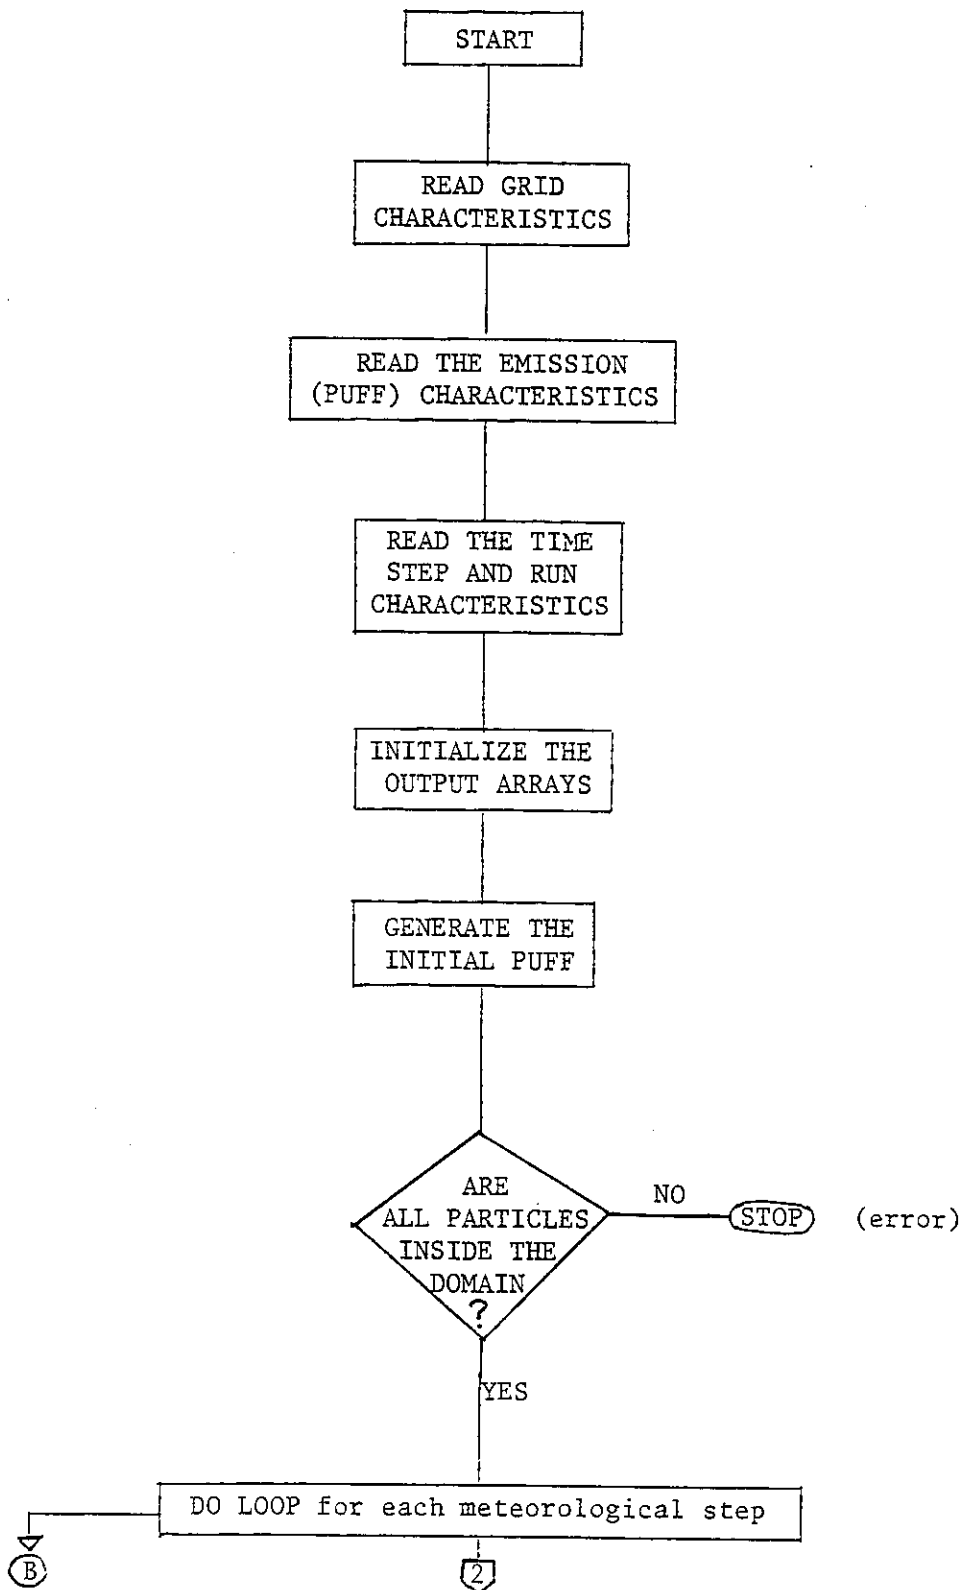 START
READ GRID
CHARACTERISTICS
READ THE EMISSION
(PUFF) CHARACTERISTICS
READ THE TIME
STEP AND RUN
CHARACTERISTICS
INITIALIZE THE
OUTPUT ARRAYS
GENERATE THE
INITIAL PUFF
ARE
ALL PARTICLES
INSIDE THE
DOMAIN
?
NO
STOP
(error)
YES
DO LOOP for each meteorological step
B
2